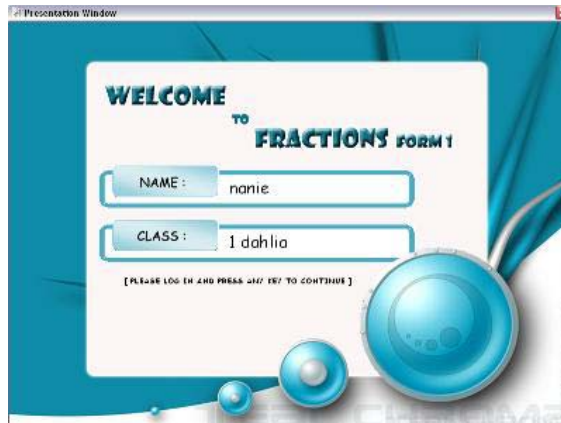 Presentation Window
WELCOME
TO
FRACTIONS FORM 1
NAME :
nanie
CLASS :
1 dahlia
[ PLEASE LOG IN AND PRESS ANY KEY TO CONTINUE ]